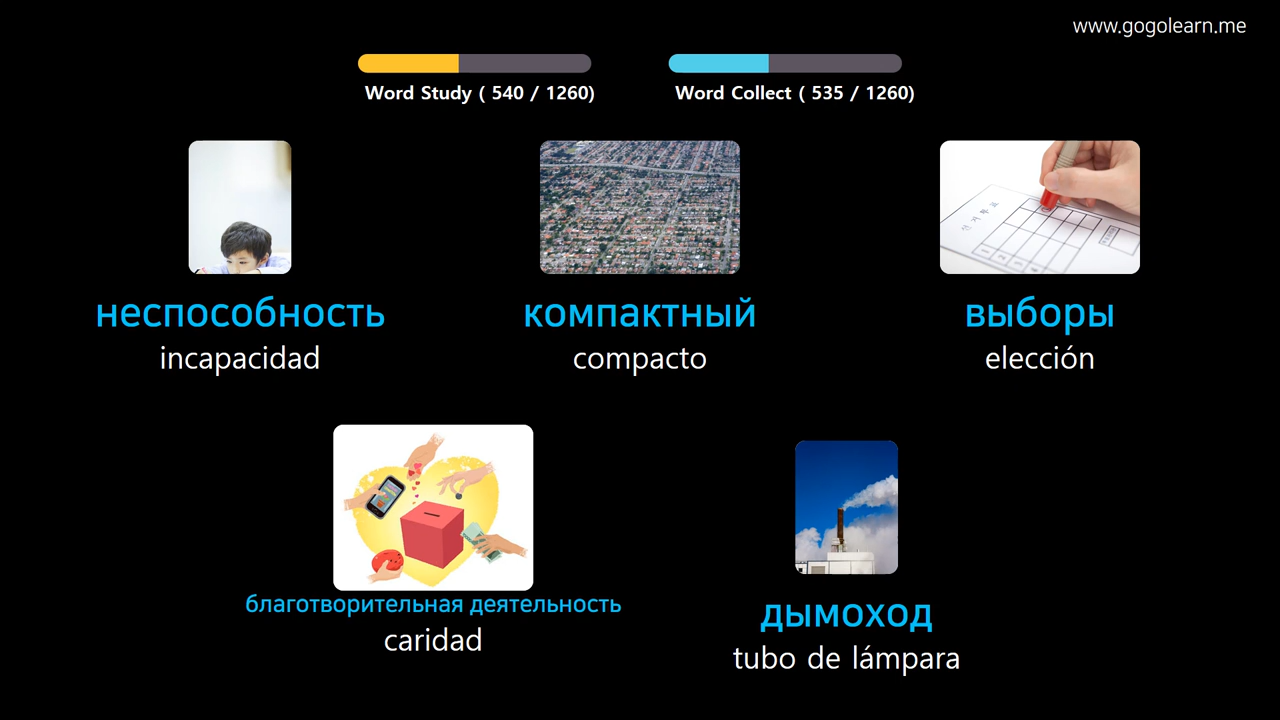 www.gogolearn.me
Word Study ( 540 / 1260)
Word Collect ( 535 / 1260)
неспособность
incapacidad
компактный
compacto
выборы
elección
благотворительная деятельность
caridad
дымоход
tubo de lámpara